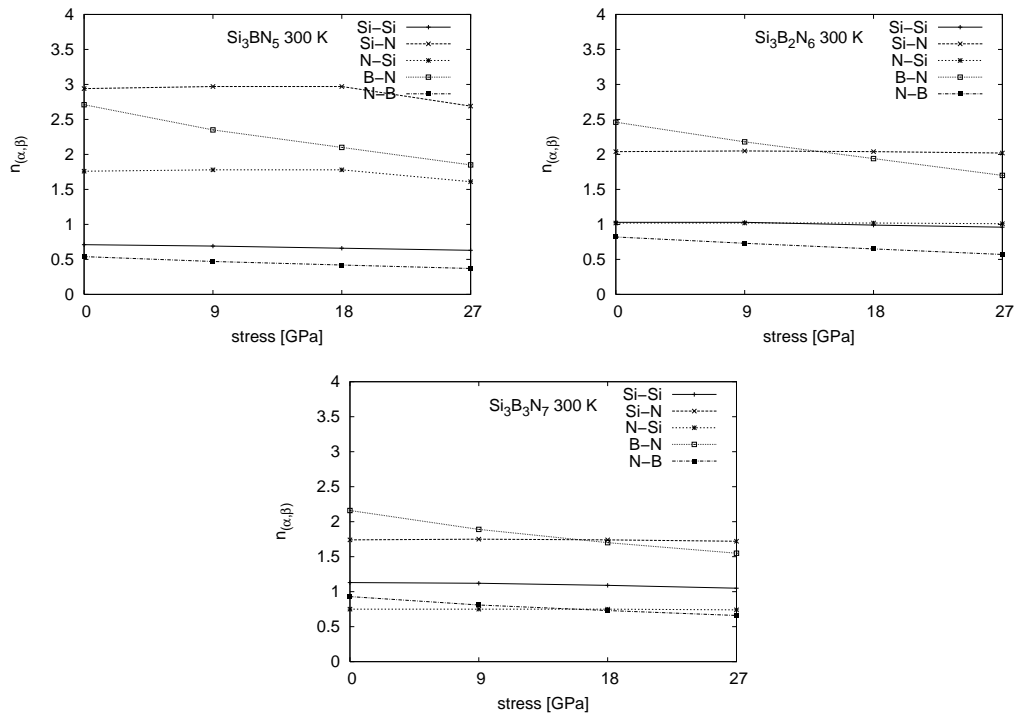 4
3.5
3
2.5
2
1.5
1
0.5
0
n(α,β)
Si₃BN₅ 300 K
Si−Si
Si−N
N−Si
B−N
N−B
0 9 18 27
stress [GPa]
4
3.5
3
2.5
2
1.5
1
0.5
0
n(α,β)
Si₃B₂N₆ 300 K
Si−Si
Si−N
N−Si
B−N
N−B
0 9 18 27
stress [GPa]
4
3.5
3
2.5
2
1.5
1
0.5
0
n(α,β)
Si₃B₃N₇ 300 K
Si−Si
Si−N
N−Si
B−N
N−B
0 9 18 27
stress [GPa]